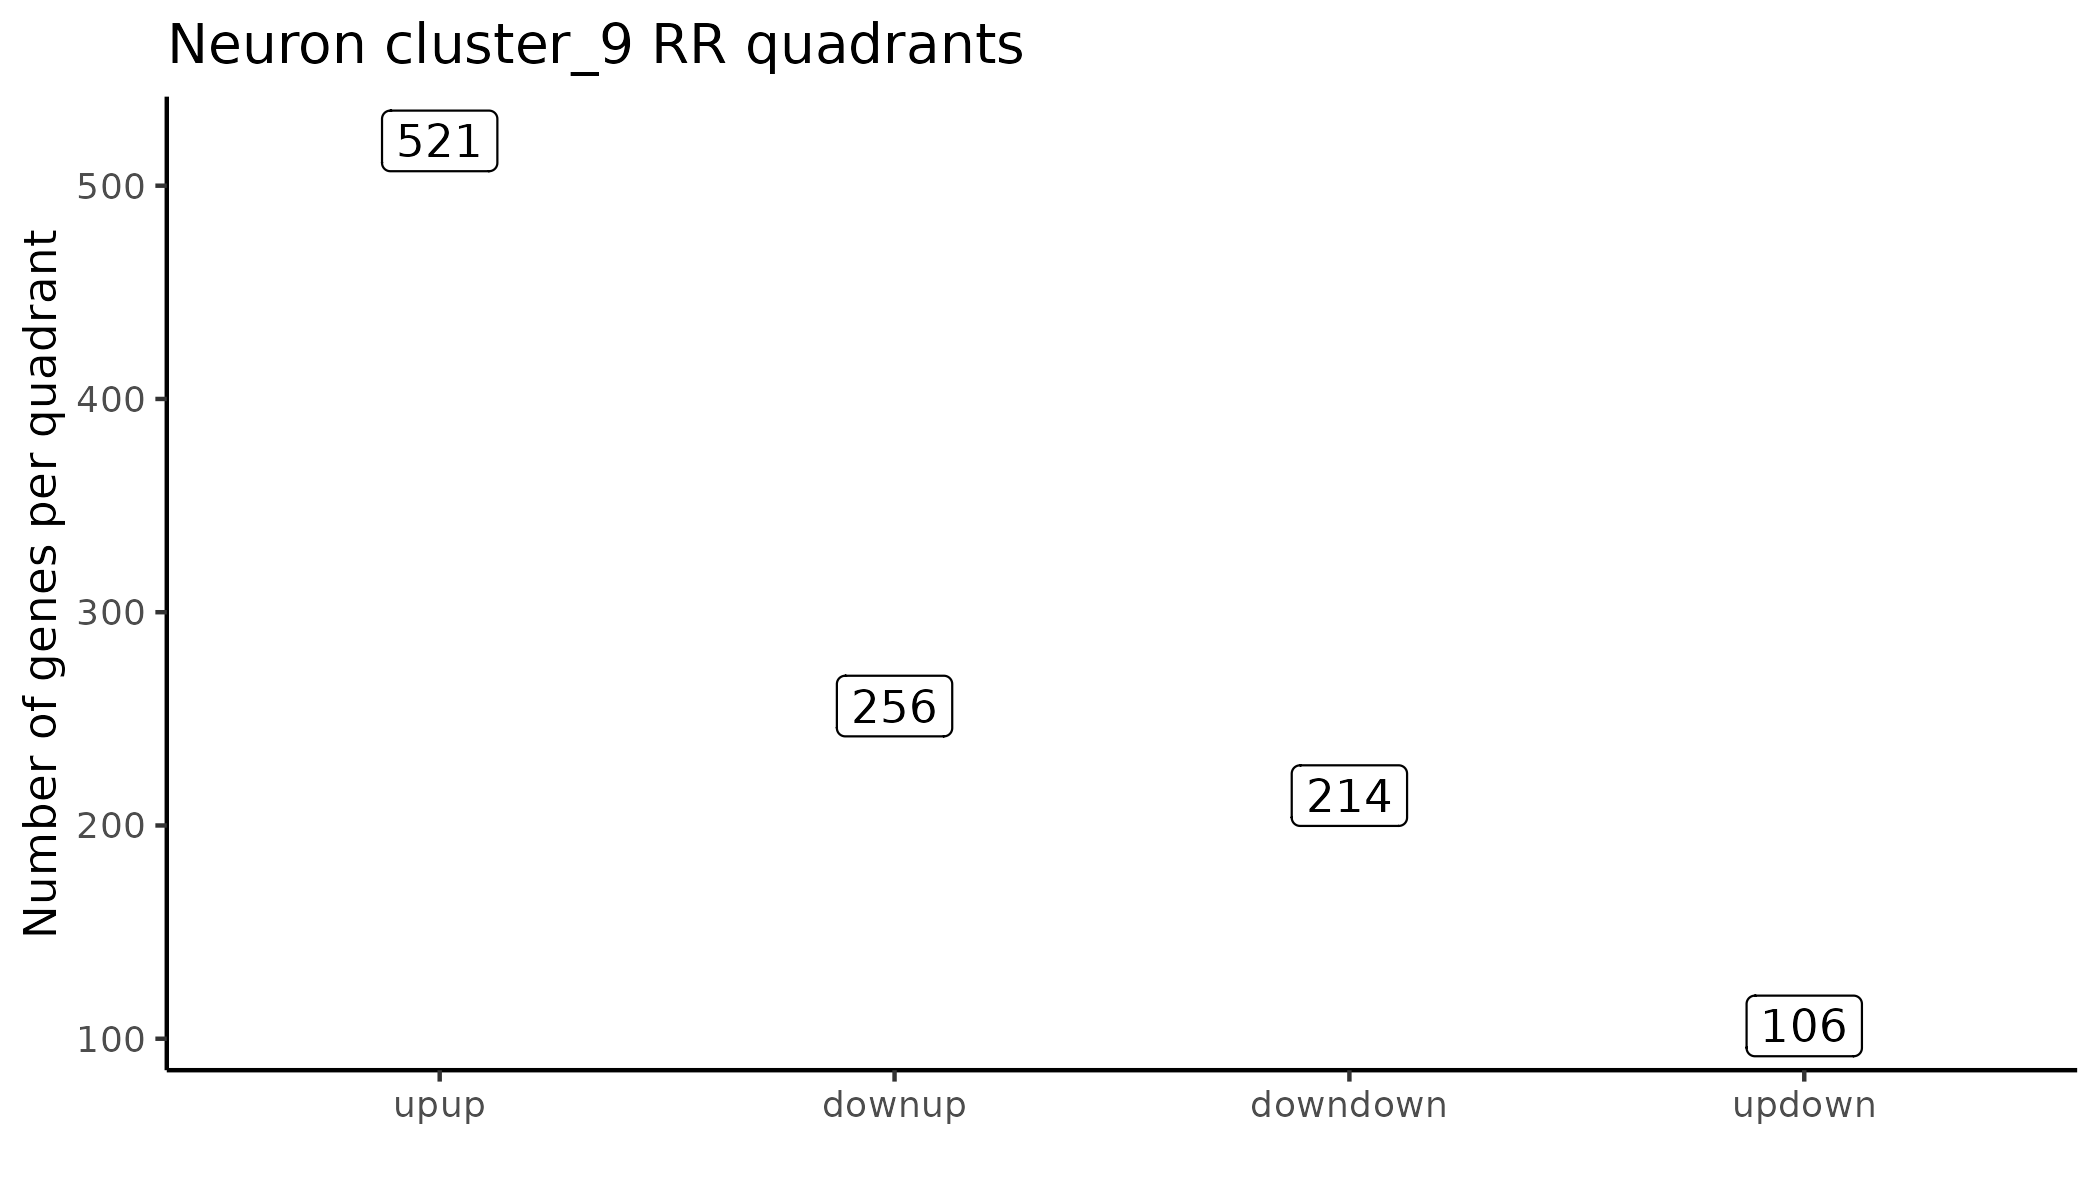 Neuron cluster_9 RR quadrants
Number of genes per quadrant
500
400
300
200
100
521
256
214
106
upup
downup
downdown
updown